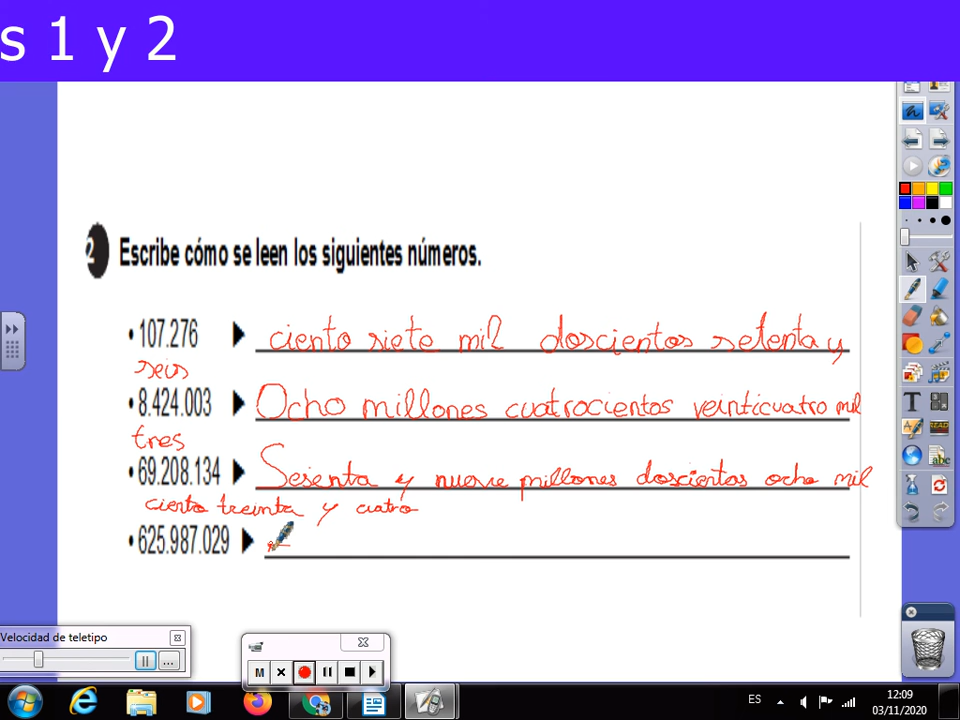 s 1 y 2
2 Escribe cómo se leen los siguientes números.
• 107.276 ciento siete mil doscientos setenta y
seis
• 8.424.003 Ocho millones cuatrocientos veinticuatro mil
tres
• 69.208.134 Sesenta y nueve millones doscientos ocho mil
ciento treinta y cuatro
• 625.987.029
Velocidad de teletipo
...
M
T
READ
abc
ES
12:09
03/11/2020